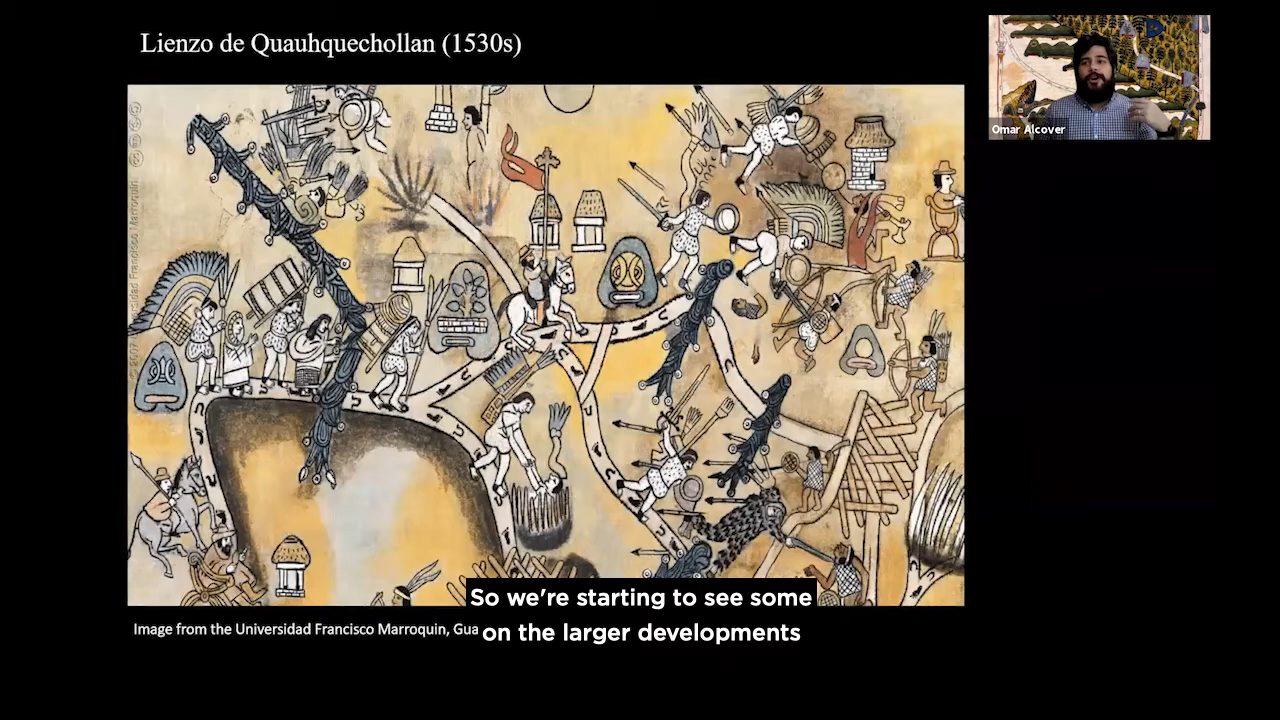 Lienzo de Quauhquechollan (1530s)
Omar Alcover
So we're starting to see some
on the larger developments
Image from the Universidad Francisco Marroquin, Gua